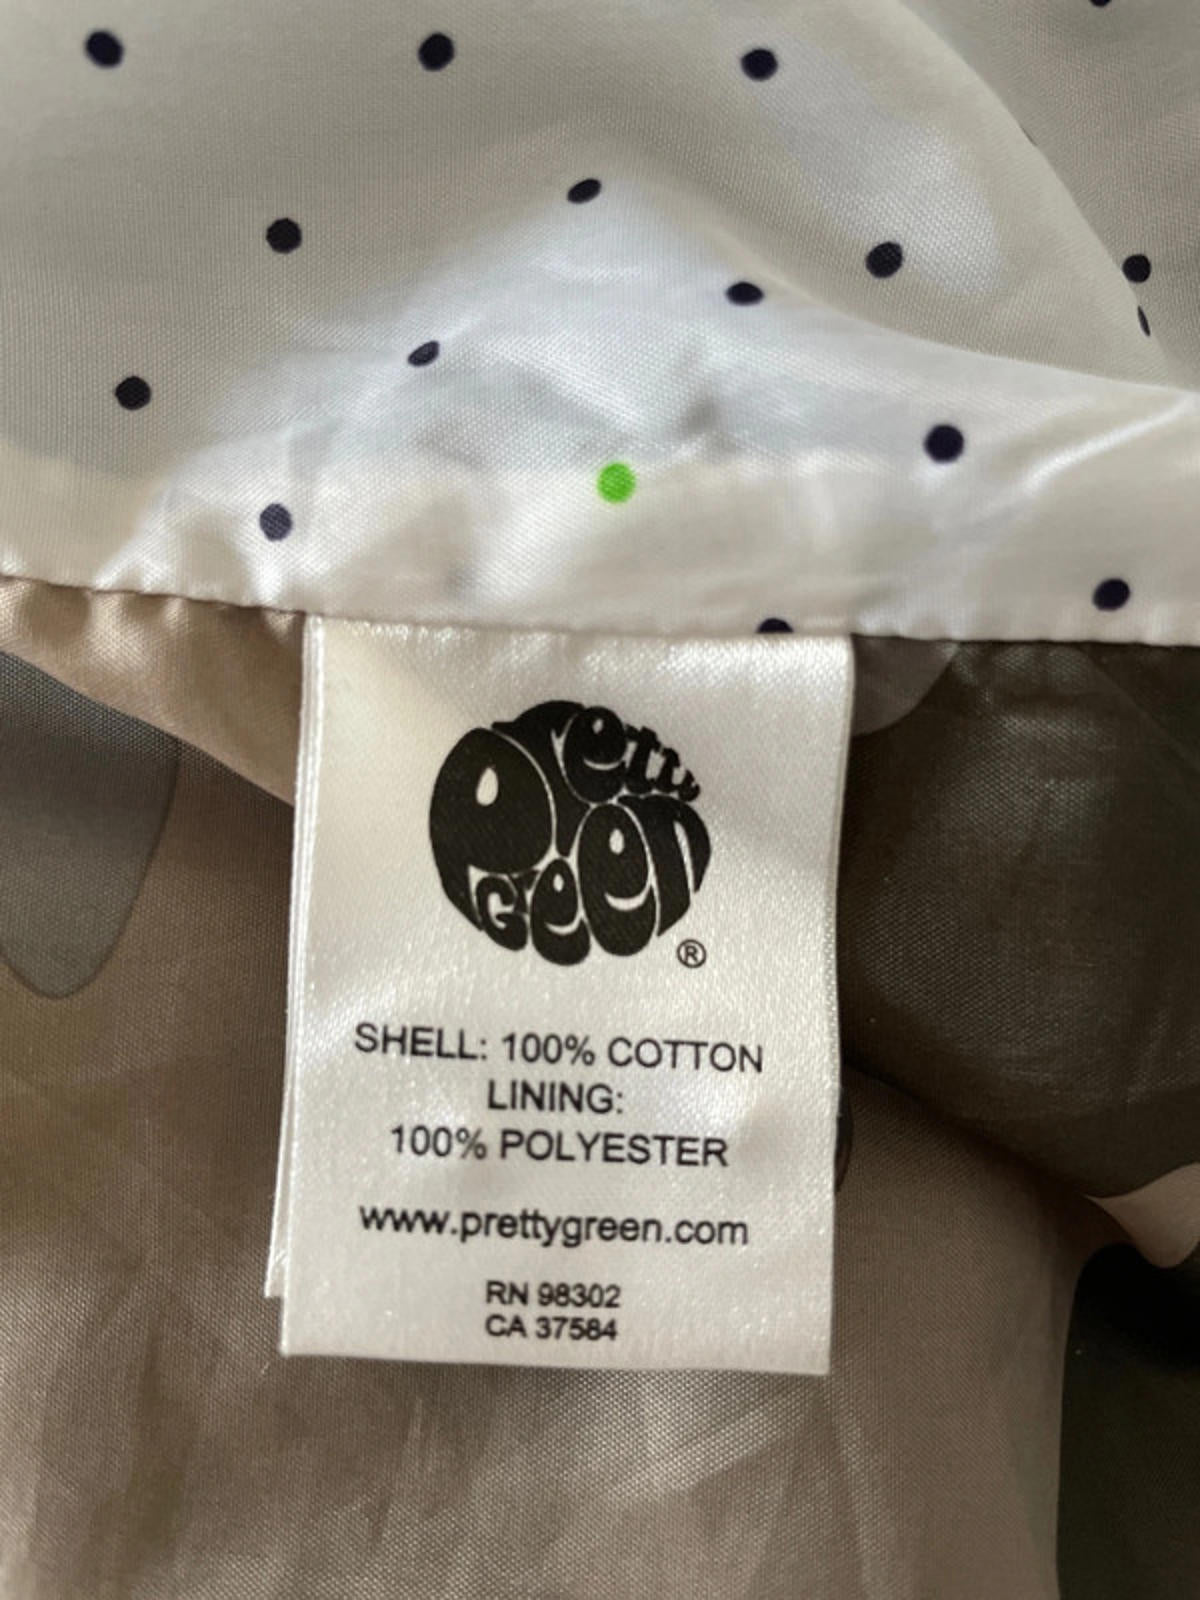 Pretty
Green
®
SHELL: 100% COTTON
LINING:
100% POLYESTER
www.prettygreen.com
RN 98302
CA 37584